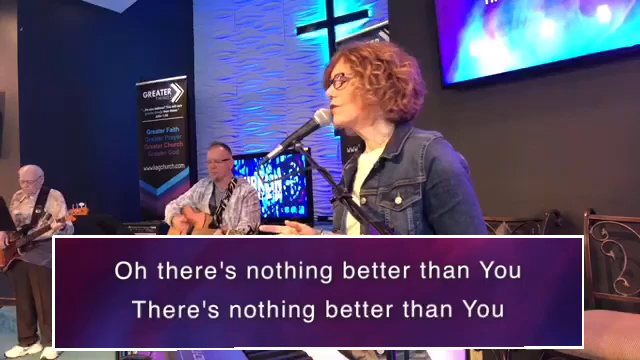 GREATER
Greater Faith
Greater Prayer
Greater Church
Greater God
Oh there's nothing better than You
There's nothing better than You